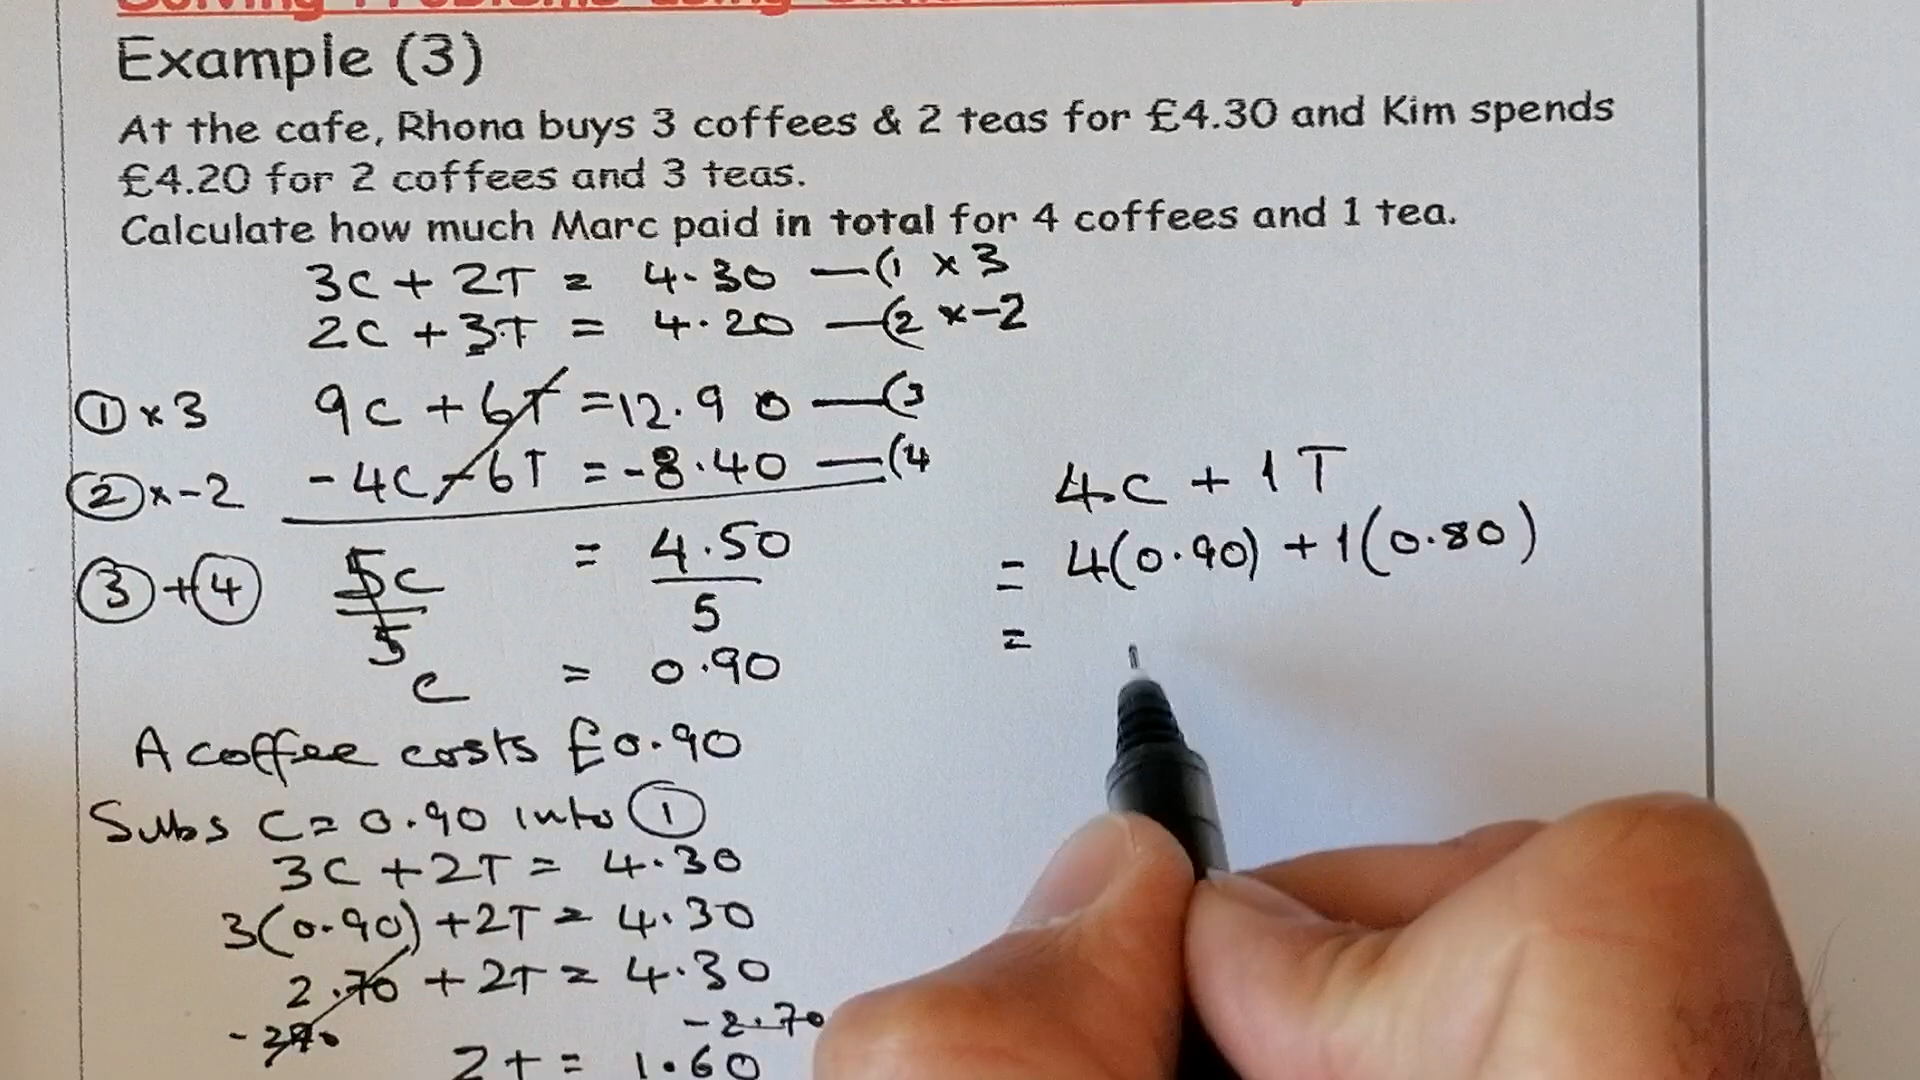 Example (3)
At the cafe, Rhona buys 3 coffees & 2 teas for £4.30 and Kim spends
£4.20 for 2 coffees and 3 teas.
Calculate how much Marc paid in total for 4 coffees and 1 tea.
3C + 2T = 4.30 —(1 × 3
2C + 3T = 4.20 —(2 × -2
① × 3 9C + 6T = 12.90 —(3
② × -2 -4C - 6T = -8.40 —(4
③ + ④ 5C = 4.50
5 5
C = 0.90
A coffee costs £0.90
Subs C = 0.90 into ①
3C + 2T = 4.30
3(0.90) + 2T = 4.30
2.70 + 2T = 4.30
-2.70
2T = 1.60
4C + 1T
= 4(0.90) + 1(0.80)
=